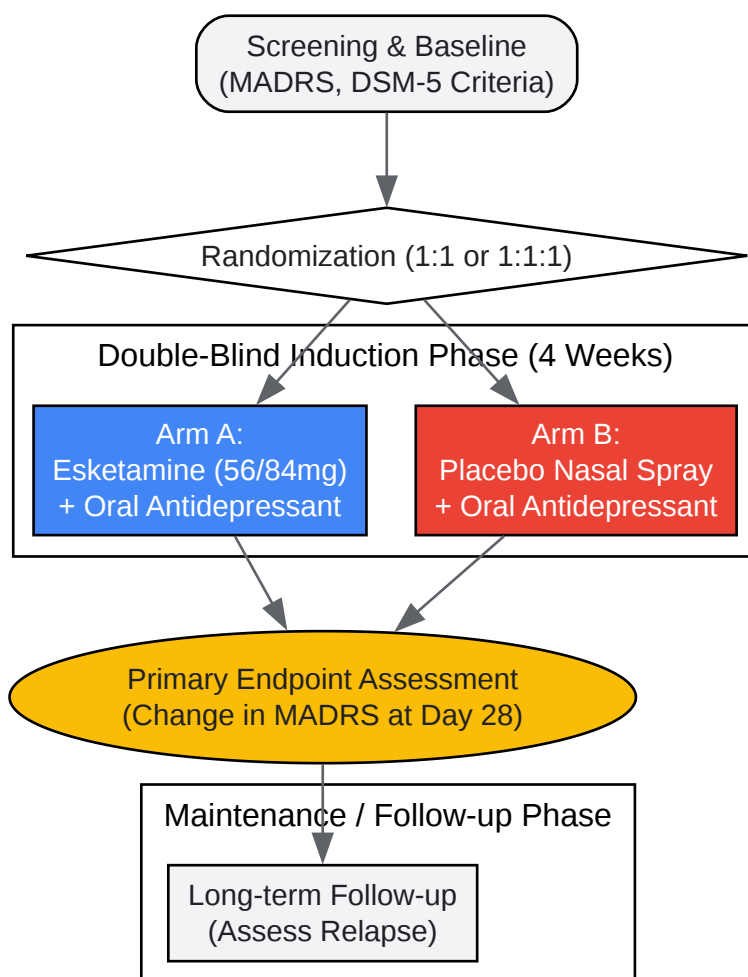 Screening & Baseline
(MADRS, DSM-5 Criteria)
Randomization (1:1 or 1:1:1)
Double-Blind Induction Phase (4 Weeks)
Arm A:
Esketamine (56/84mg)
+ Oral Antidepressant
Arm B:
Placebo Nasal Spray
+ Oral Antidepressant
Primary Endpoint Assessment
(Change in MADRS at Day 28)
Maintenance / Follow-up Phase
Long-term Follow-up
(Assess Relapse)